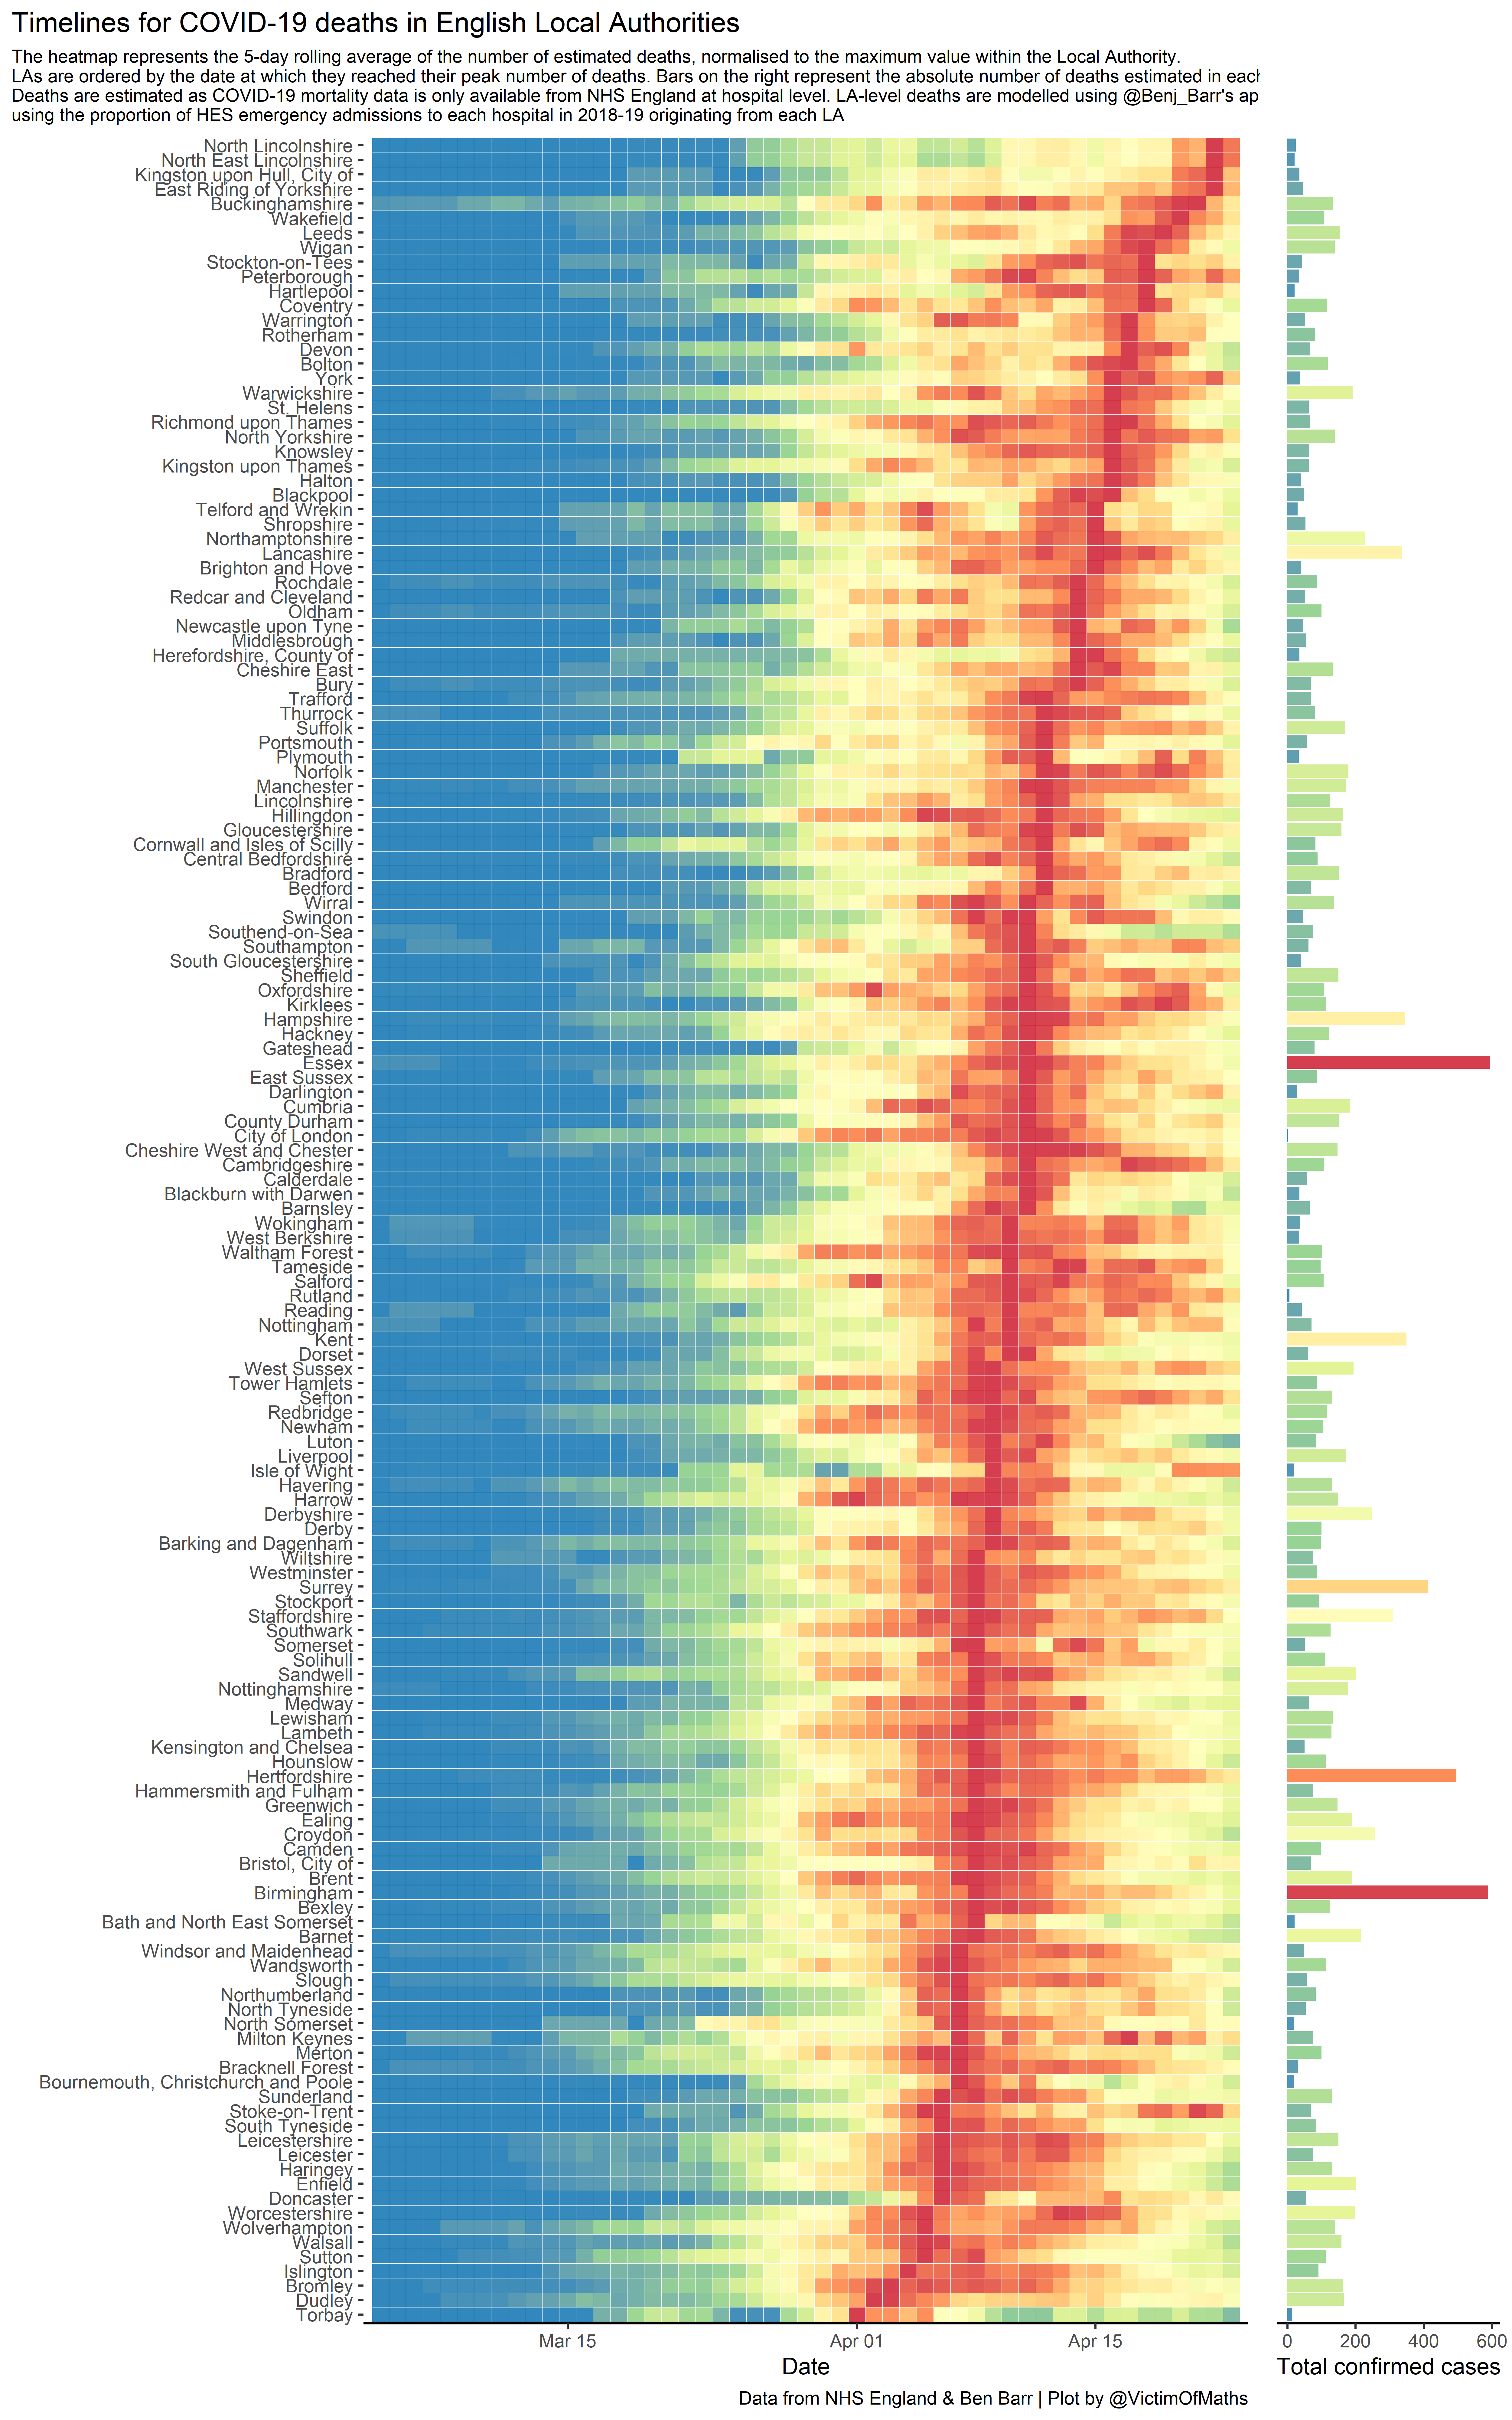 Timelines for COVID-19 deaths in English Local Authorities
The heatmap represents the 5-day rolling average of the number of estimated deaths, normalised to the maximum value within the Local Authority.
LAs are ordered by the date at which they reached their peak number of deaths. Bars on the right represent the absolute number of deaths estimated in each
Deaths are estimated as COVID-19 mortality data is only available from NHS England at hospital level. LA-level deaths are modelled using @Benj_Barr's ap
using the proportion of HES emergency admissions to each hospital in 2018-19 originating from each LA
North Lincolnshire
North East Lincolnshire
Kingston upon Hull, City of
East Riding of Yorkshire
Buckinghamshire
Wakefield
Leeds
Wigan
Stockton-on-Tees
Peterborough
Hartlepool
Coventry
Warrington
Rotherham
Devon
Bolton
York
Warwickshire
St. Helens
Richmond upon Thames
North Yorkshire
Knowsley
Kingston upon Thames
Halton
Blackpool
Telford and Wrekin
Shropshire
Northamptonshire
Lancashire
Brighton and Hove
Rochdale
Redcar and Cleveland
Oldham
Newcastle upon Tyne
Middlesbrough
Herefordshire, County of
Cheshire East
Bury
Trafford
Thurrock
Suffolk
Portsmouth
Plymouth
Norfolk
Manchester
Lincolnshire
Hillingdon
Gloucestershire
Cornwall and Isles of Scilly
Central Bedfordshire
Bradford
Bedford
Wirral
Swindon
Southend-on-Sea
Southampton
South Gloucestershire
Sheffield
Oxfordshire
Kirklees
Hampshire
Hackney
Gateshead
Essex
East Sussex
Darlington
Cumbria
County Durham
City of London
Cheshire West and Chester
Cambridgeshire
Calderdale
Blackburn with Darwen
Barnsley
Wokingham
West Berkshire
Waltham Forest
Tameside
Salford
Rutland
Reading
Nottingham
Kent
Dorset
West Sussex
Tower Hamlets
Sefton
Redbridge
Newham
Luton
Liverpool
Isle of Wight
Havering
Harrow
Derbyshire
Derby
Barking and Dagenham
Wiltshire
Westminster
Surrey
Stockport
Staffordshire
Southwark
Somerset
Solihull
Sandwell
Nottinghamshire
Medway
Lewisham
Lambeth
Kensington and Chelsea
Hounslow
Hertfordshire
Hammersmith and Fulham
Greenwich
Ealing
Croydon
Camden
Bristol, City of
Brent
Birmingham
Bexley
Bath and North East Somerset
Barnet
Windsor and Maidenhead
Wandsworth
Slough
Northumberland
North Tyneside
North Somerset
Milton Keynes
Merton
Bracknell Forest
Bournemouth, Christchurch and Poole
Sunderland
Stoke-on-Trent
South Tyneside
Leicestershire
Leicester
Haringey
Enfield
Doncaster
Worcestershire
Wolverhampton
Walsall
Sutton
Islington
Bromley
Dudley
Torbay
Mar 15 Apr 01 Apr 15
0 200 400 600
Date
Total confirmed cases
Data from NHS England & Ben Barr | Plot by @VictimOfMaths